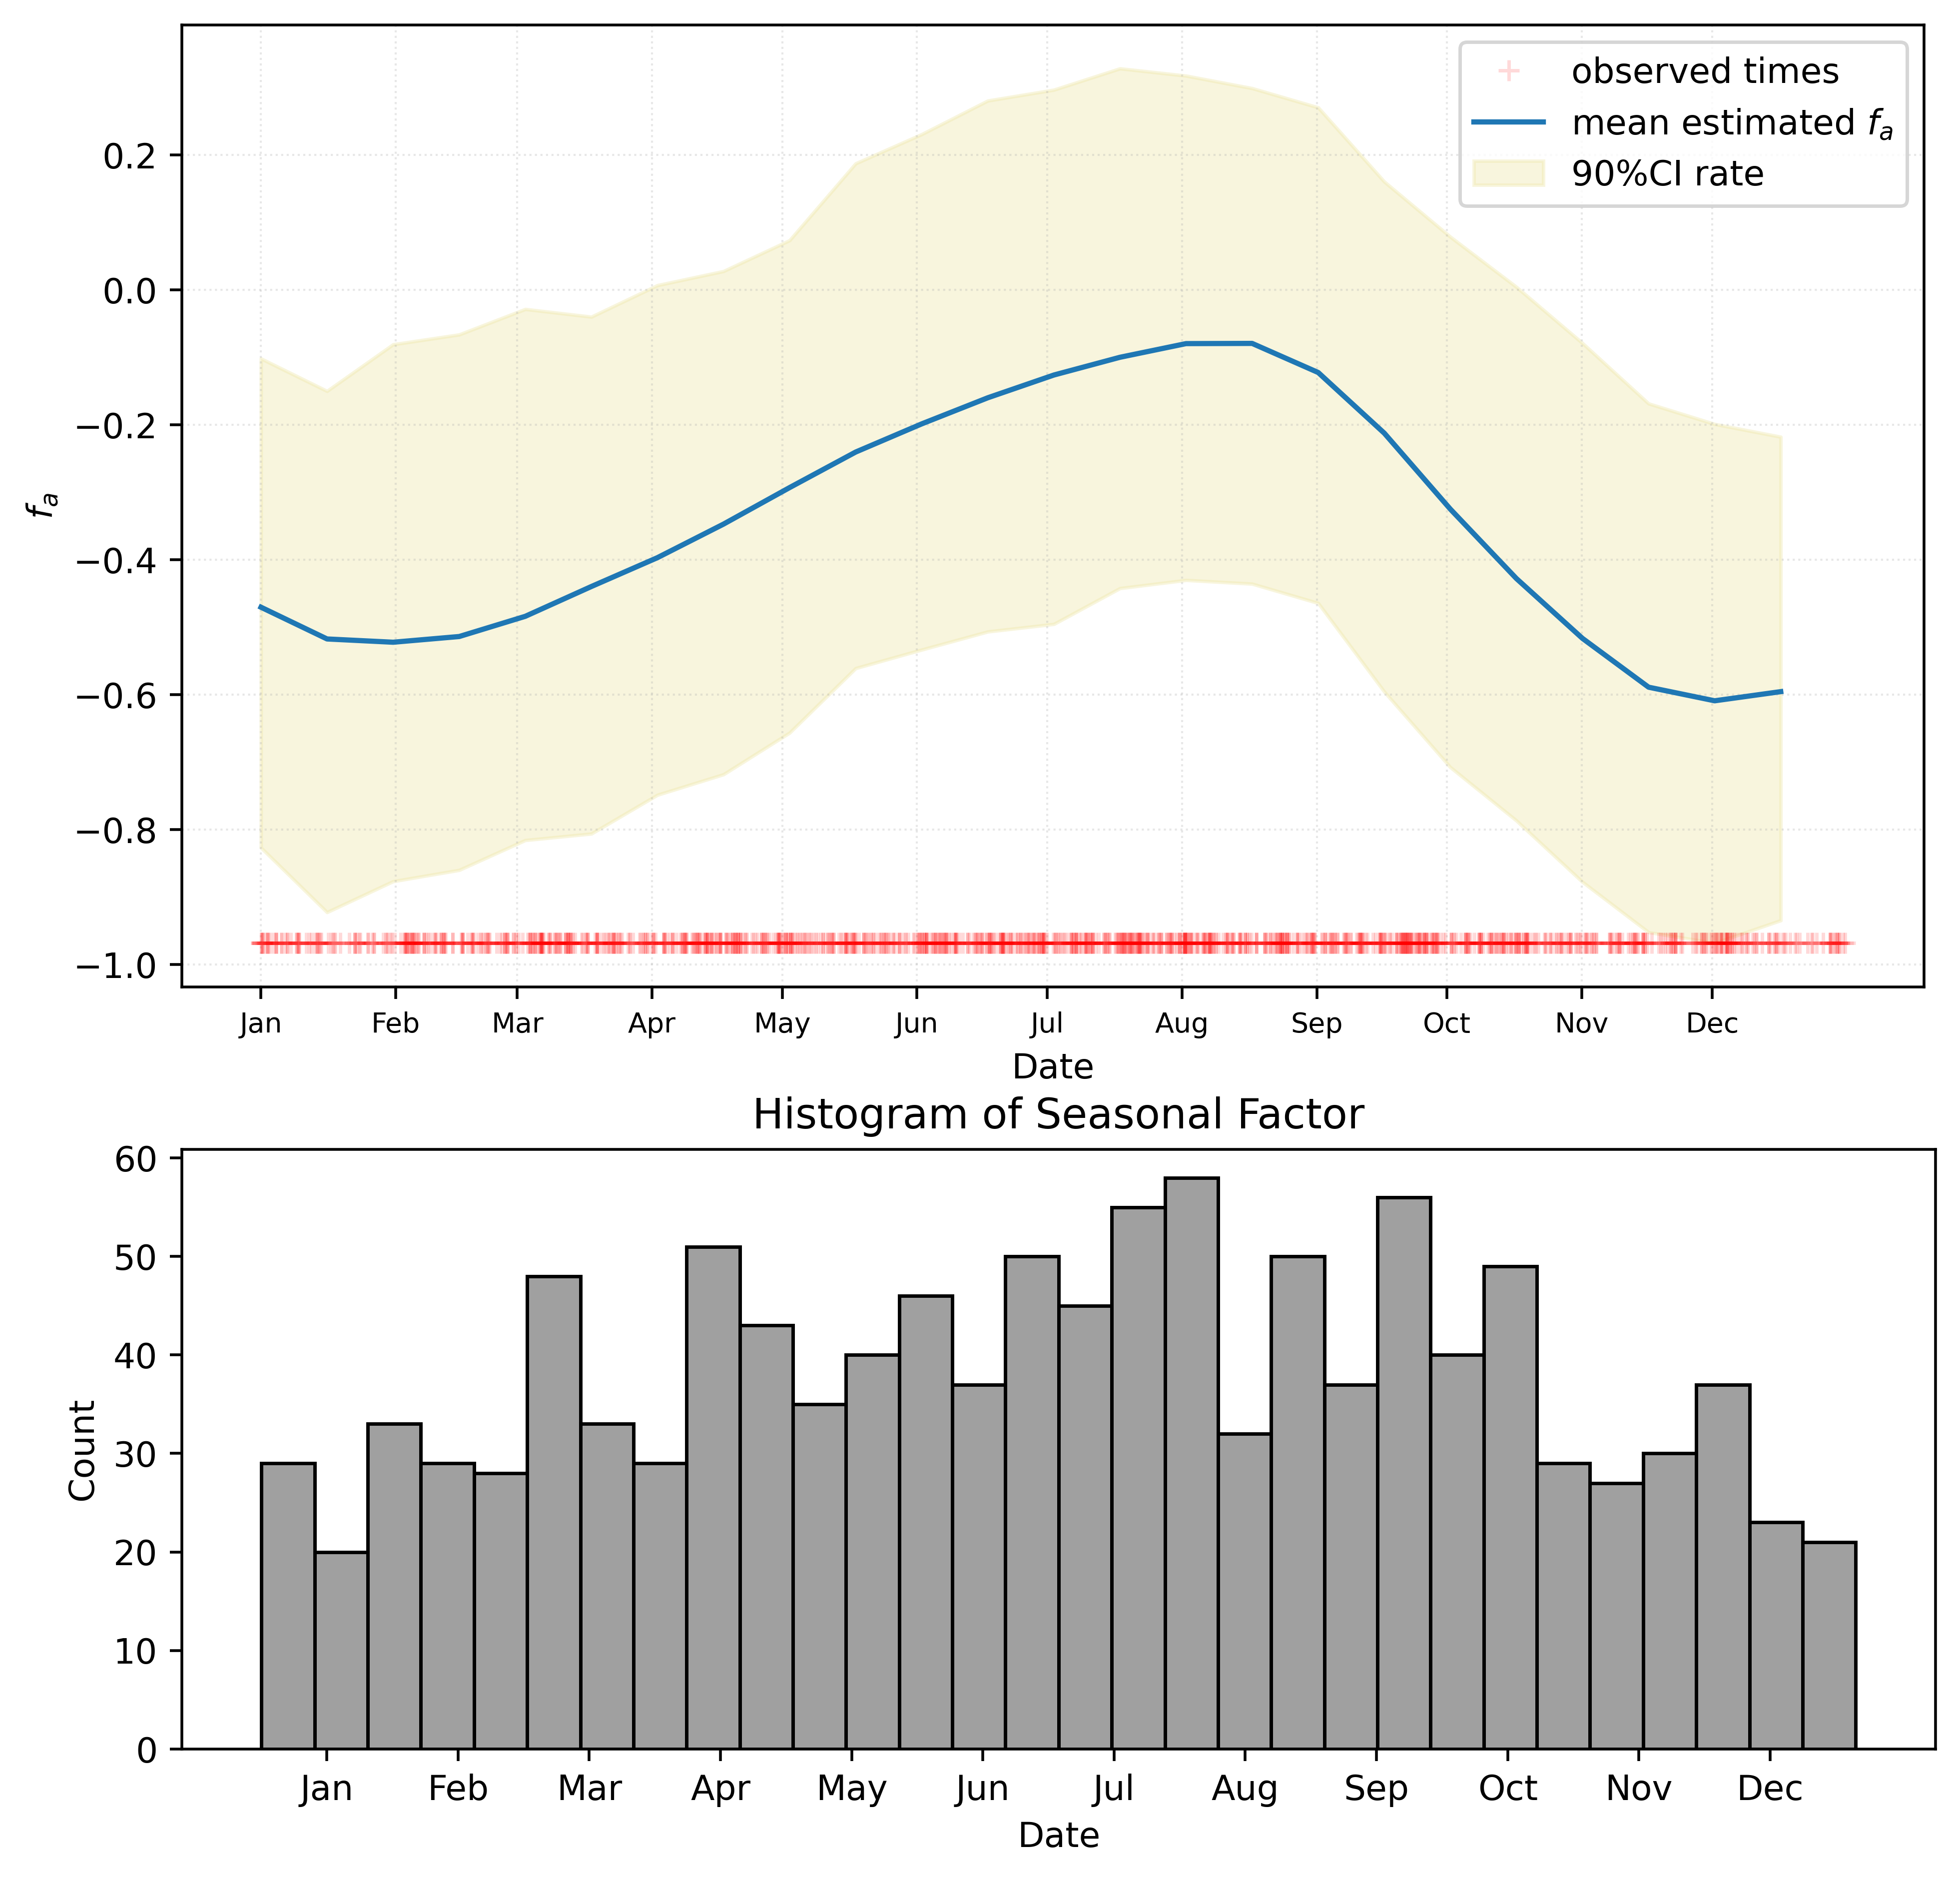 observed times
mean estimated fₐ
90%CI rate
0.2
0.0
−0.2
−0.4
−0.6
−0.8
−1.0
fₐ
Jan Feb Mar Apr May Jun Jul Aug Sep Oct Nov Dec
Date
Histogram of Seasonal Factor
60
50
40
30
20
10
0
Count
Jan Feb Mar Apr May Jun Jul Aug Sep Oct Nov Dec
Date